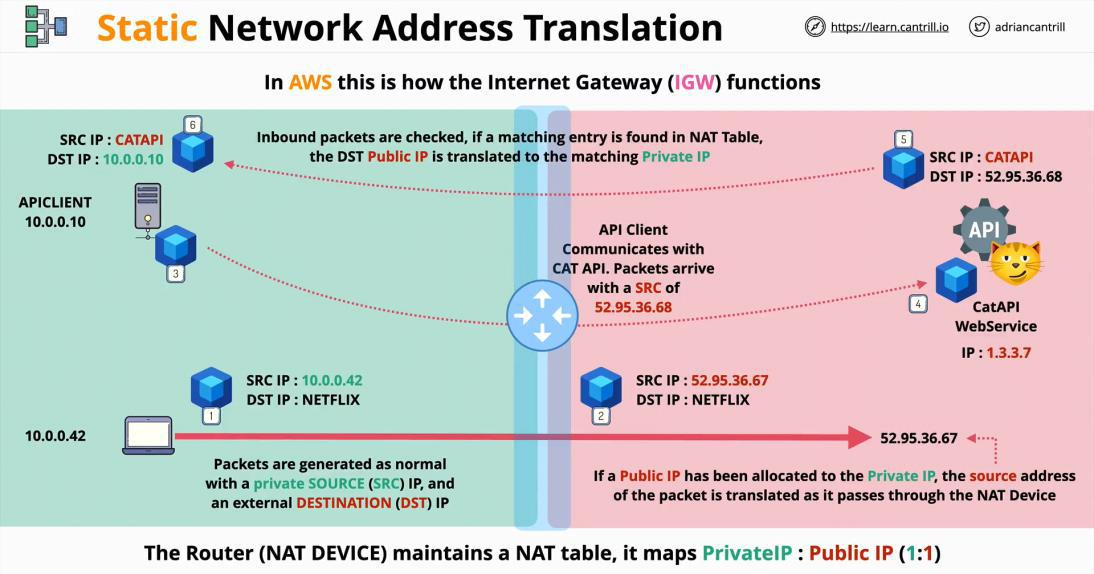 Static Network Address Translation
https://learn.cantrill.io
adriancantrill
In AWS this is how the Internet Gateway (IGW) functions
6
SRC IP : CATAPI
DST IP : 10.0.0.10
Inbound packets are checked, if a matching entry is found in NAT Table,
the DST Public IP is translated to the matching Private IP
5
SRC IP : CATAPI
DST IP : 52.95.36.68
APICLIENT
10.0.0.10
3
API Client
Communicates with
CAT API. Packets arrive
with a SRC of
52.95.36.68
API
4
CatAPI
WebService
IP : 1.3.3.7
1
SRC IP : 10.0.0.42
DST IP : NETFLIX
2
SRC IP : 52.95.36.67
DST IP : NETFLIX
10.0.0.42
52.95.36.67
Packets are generated as normal
with a private SOURCE (SRC) IP, and
an external DESTINATION (DST) IP
If a Public IP has been allocated to the Private IP, the source address
of the packet is translated as it passes through the NAT Device
The Router (NAT DEVICE) maintains a NAT table, it maps PrivateIP : Public IP (1:1)